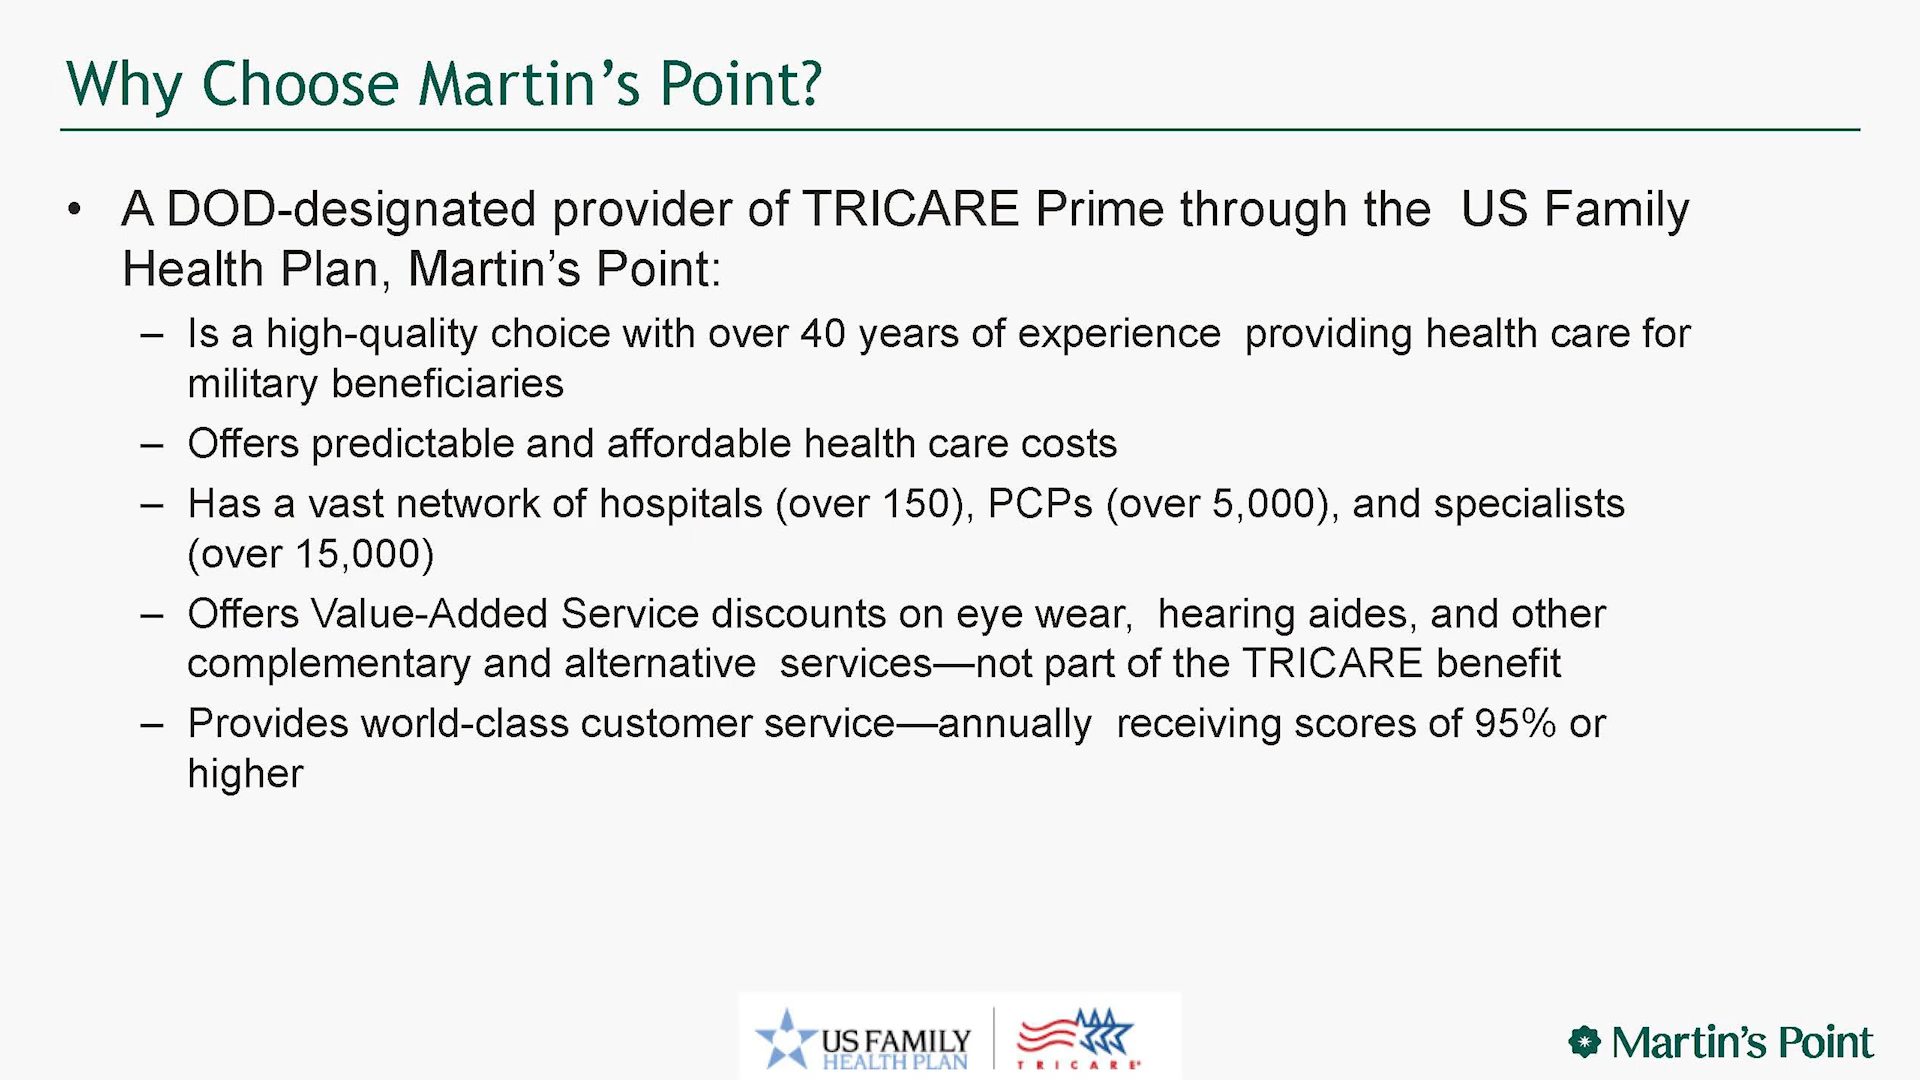 Why Choose Martin’s Point?
• A DOD-designated provider of TRICARE Prime through the US Family
Health Plan, Martin’s Point:
– Is a high-quality choice with over 40 years of experience providing health care for
military beneficiaries
– Offers predictable and affordable health care costs
– Has a vast network of hospitals (over 150), PCPs (over 5,000), and specialists
(over 15,000)
– Offers Value-Added Service discounts on eye wear, hearing aides, and other
complementary and alternative services—not part of the TRICARE benefit
– Provides world-class customer service—annually receiving scores of 95% or
higher
US FAMILY
HEALTH PLAN
TRICARE
Martin’s Point